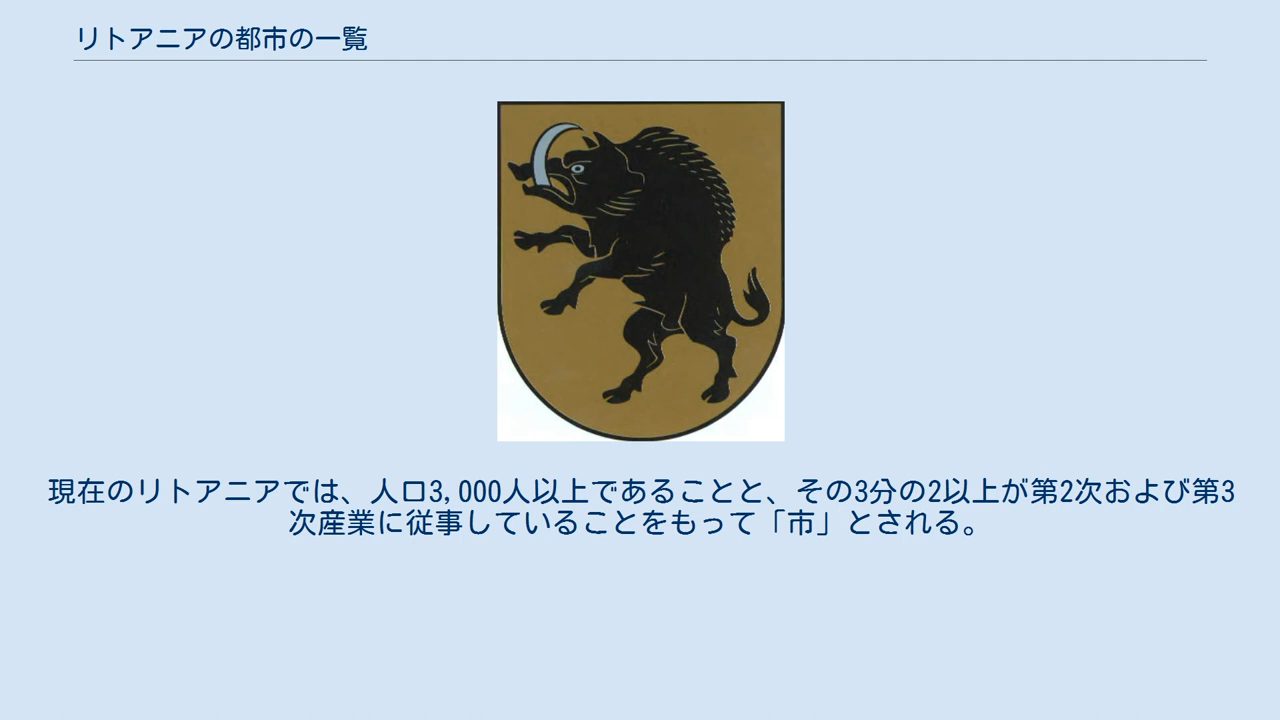 リトアニアの都市の一覧
現在のリトアニアでは、人口3,000人以上であることと、その3分の2以上が第2次および第3
次産業に従事していることをもって「市」とされる。